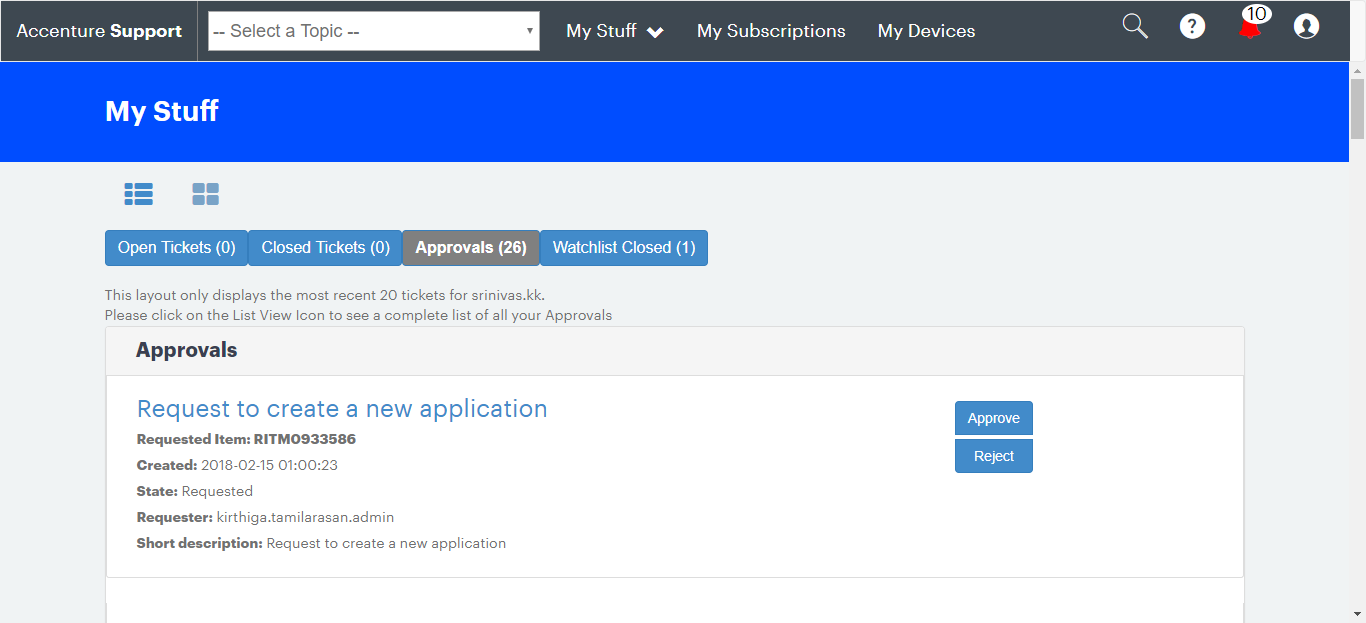 Accenture Support
-- Select a Topic --
My Stuff
My Subscriptions
My Devices
?
10
My Stuff
Open Tickets (0)
Closed Tickets (0)
Approvals (26)
Watchlist Closed (1)
This layout only displays the most recent 20 tickets for srinivas.kk.
Please click on the List View Icon to see a complete list of all your Approvals
Approvals
Request to create a new application
Requested Item: RITM0933586
Created: 2018-02-15 01:00:23
State: Requested
Requester: kirthiga.tamilarasan.admin
Short description: Request to create a new application
Approve
Reject